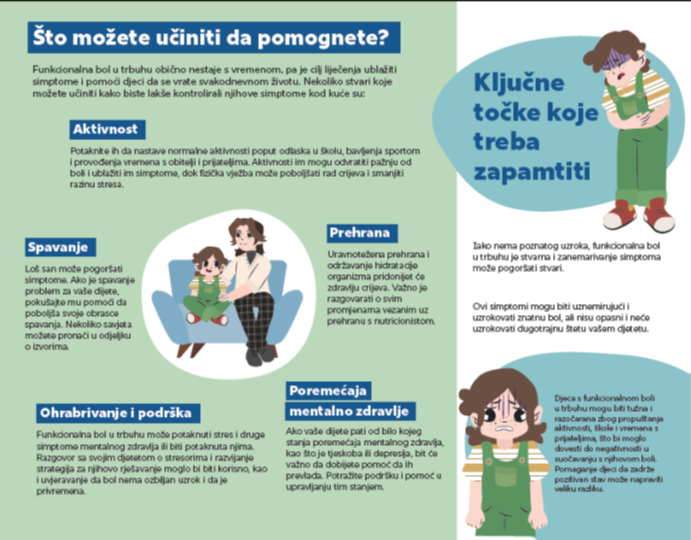 Što možete učiniti da pomognete?
Funkcionalna bol u trbuhu obično nestaje s vremenom, pa je cilj liječenja ublažiti
simptome i pomoći djeci da se vrate svakodnevnom životu. Nekoliko stvari koje
možete učiniti kako biste lakše kontrolirali njihove simptome kod kuće su:
Aktivnost
Potaknite ih da nastave normalne aktivnosti poput odlaska u školu, bavljenja sportom
i provođenja vremena s obitelji i prijateljima. Aktivnosti im mogu odvratiti pažnju od
boli i ublažiti im simptome, dok fizička vježba može poboljšati rad crijeva i smanjiti
razinu stresa.
Spavanje
Loš san može pogoršati
simptome. Ako je spavanje
problem za vaše dijete,
pokušajte mu pomoći da
poboljša svoje obrasce
spavanja. Nekoliko savjeta
možete pronaći u odjeljku
o izvorima.
Prehrana
Uravnotežena prehrana i
održavanje hidratacije
organizma pridonijet će
zdravlju crijeva. Važno je
razgovarati o svim
promjenama vezanim uz
prehranu s nutricionistom.
Ohrabrivanje i podrška
Funkcionalna bol u trbuhu može potaknuti stres i druge
simptome mentalnog zdravlja ili biti potaknuta njima.
Razgovor sa svojim djetetom o stresorima i razvijanje
strategija za njihovo rješavanje moglo bi biti korisno, kao
i uvjeravanje da bol nema ozbiljan uzrok i da je
privremena.
Poremećaja
mentalno zdravlje
Ako vaše dijete pati od bilo kojeg
stanja poremećaja mentalnog zdravlja,
kao što je tjeskoba ili depresija, bit će
važno da dobijete pomoć da ih
prevlada. Potražite podršku i pomoć u
upravljanju tim stanjem.
Ključne
točke koje
treba
zapamtiti
Iako nema poznatog uzroka, funkcionalna bol
u trbuhu je stvarna i zanemarivanje simptoma
može pogoršati stvari.
Ovi simptomi mogu biti uznemirujući i
uzrokovati znatnu bol, ali nisu opasni i neće
uzrokovati dugotrajnu štetu vašem djetetu.
Djeca s funkcionalnom boli
u trbuhu mogu biti tužna i
razočarana zbog propuštanja
aktivnosti, škole i vremena s
prijateljima, što bi moglo
dovesti do negativnosti u
suočavanju s njihovom boli.
Pomaganje djeci da zadrže
pozitivan stav može napraviti
veliku razliku.